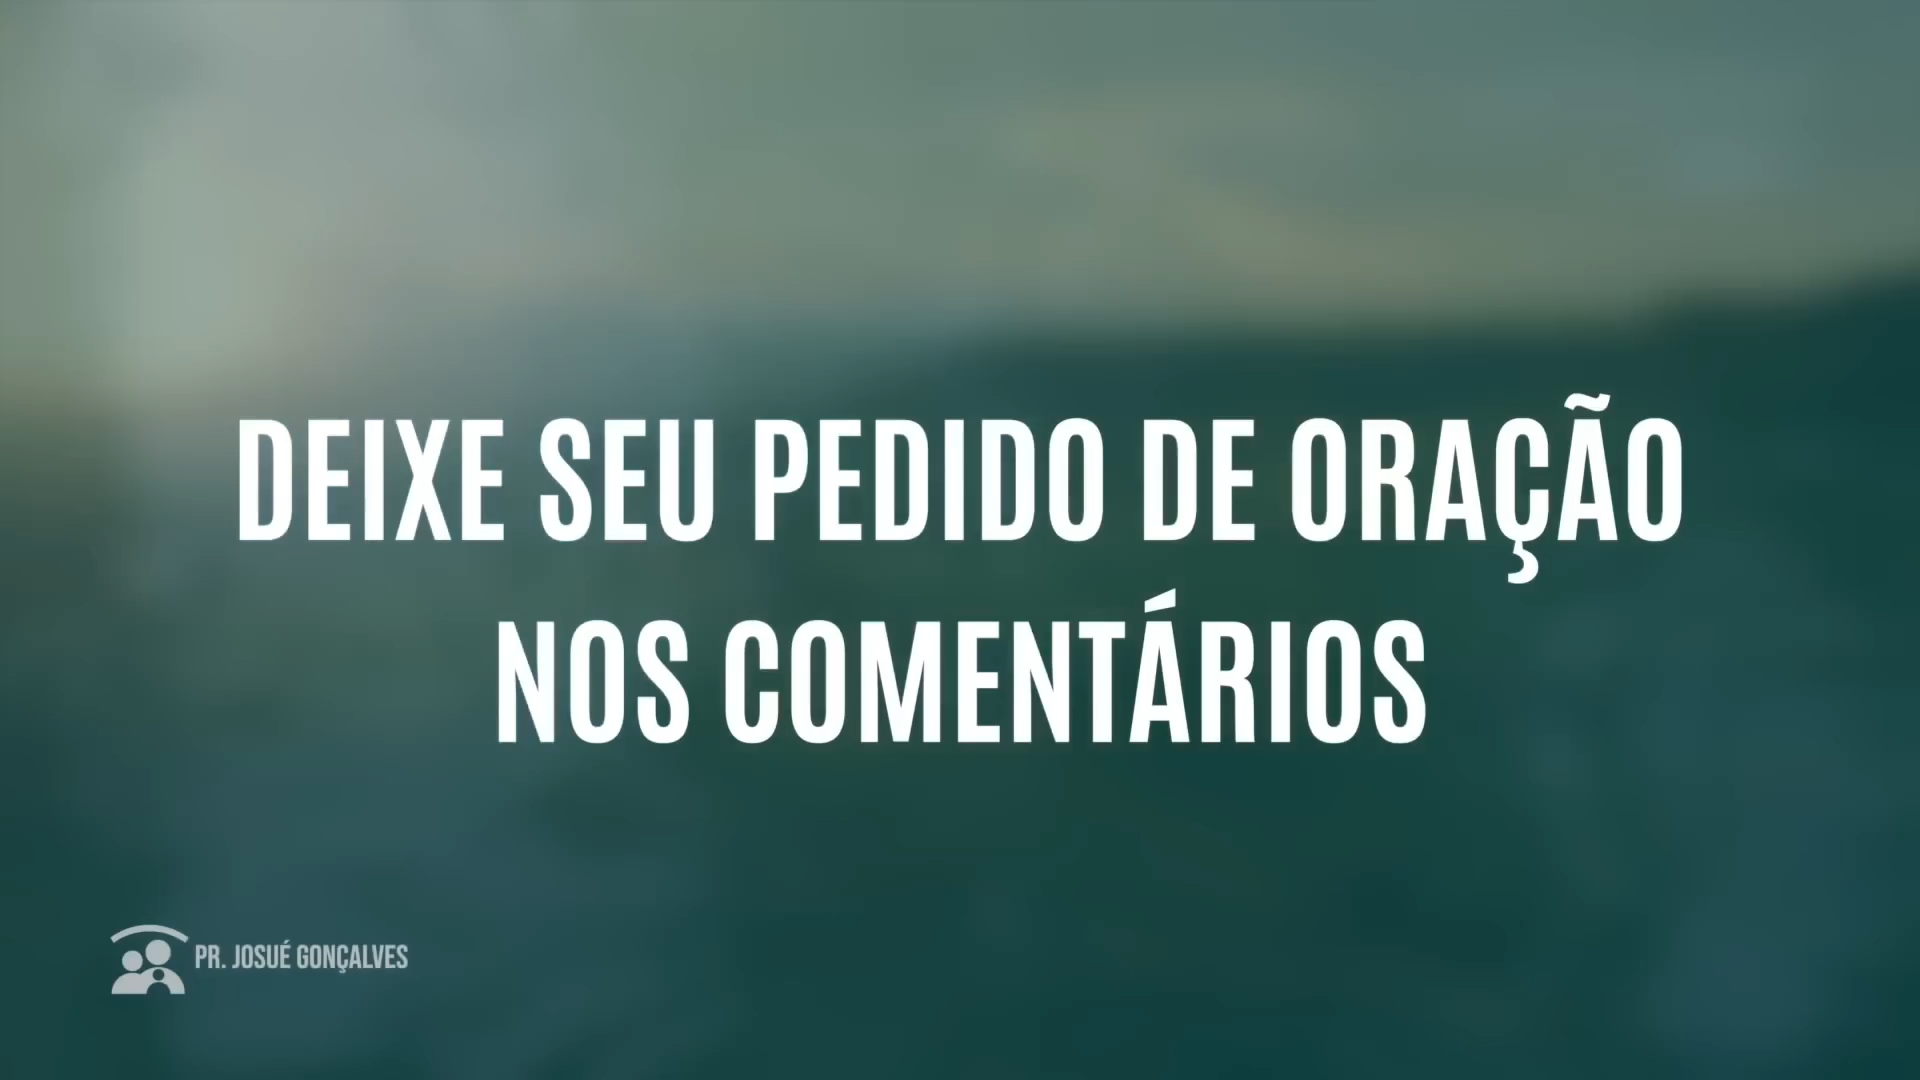 DEIXE SEU PEDIDO DE ORAÇÃO
NOS COMENTÁRIOS
PR. JOSUÉ GONÇALVES